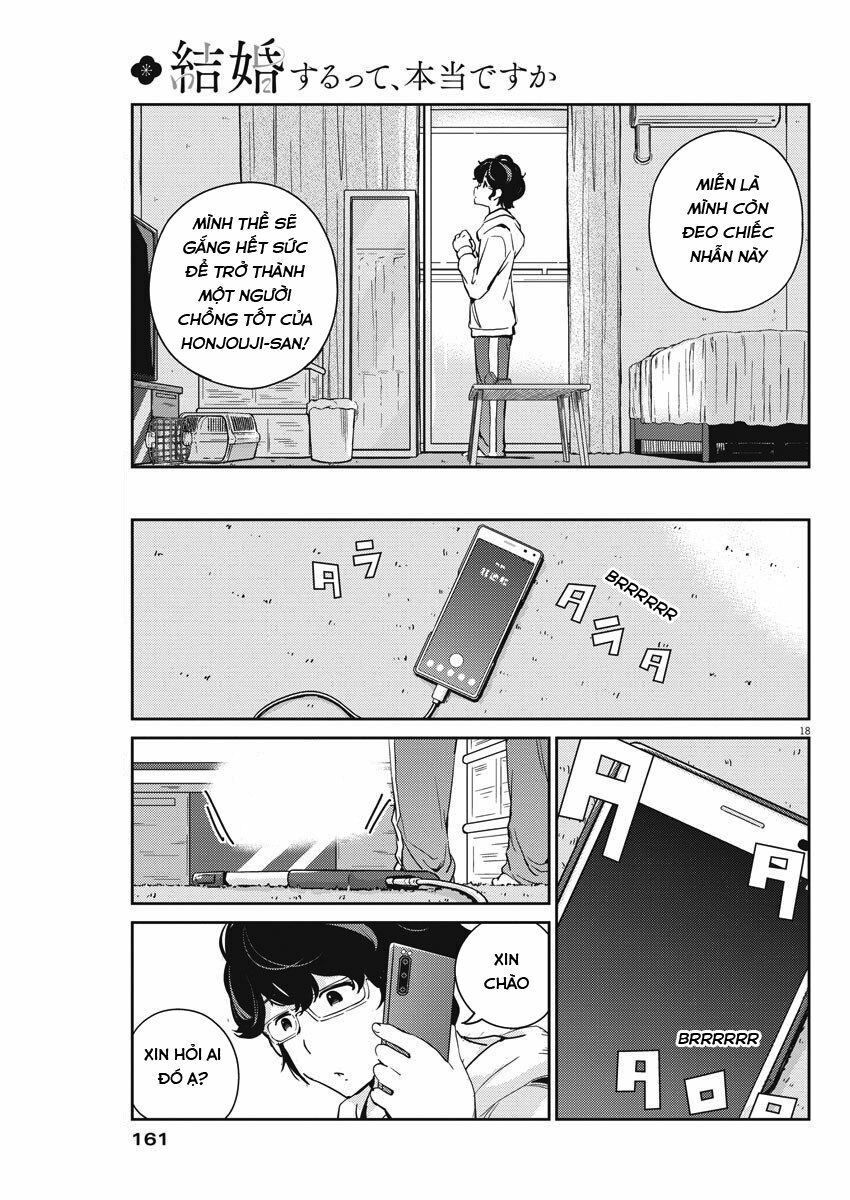 結婚するって、本当ですか
MIỄN LÀ
MÌNH CÒN
ĐEO CHIẾC
NHẪN NÀY
MÌNH THỀ SẼ
GẮNG HẾT SỨC
ĐỂ TRỞ THÀNH
MỘT NGƯỜI
CHỒNG TỐT CỦA
HONJOUJI-SAN!
タラ
BRRRRRR
タラタ
18
タタタ
BRRRRRR
タロタ
XIN
CHÀO
XIN HỎI AI
ĐÓ Ạ?
161